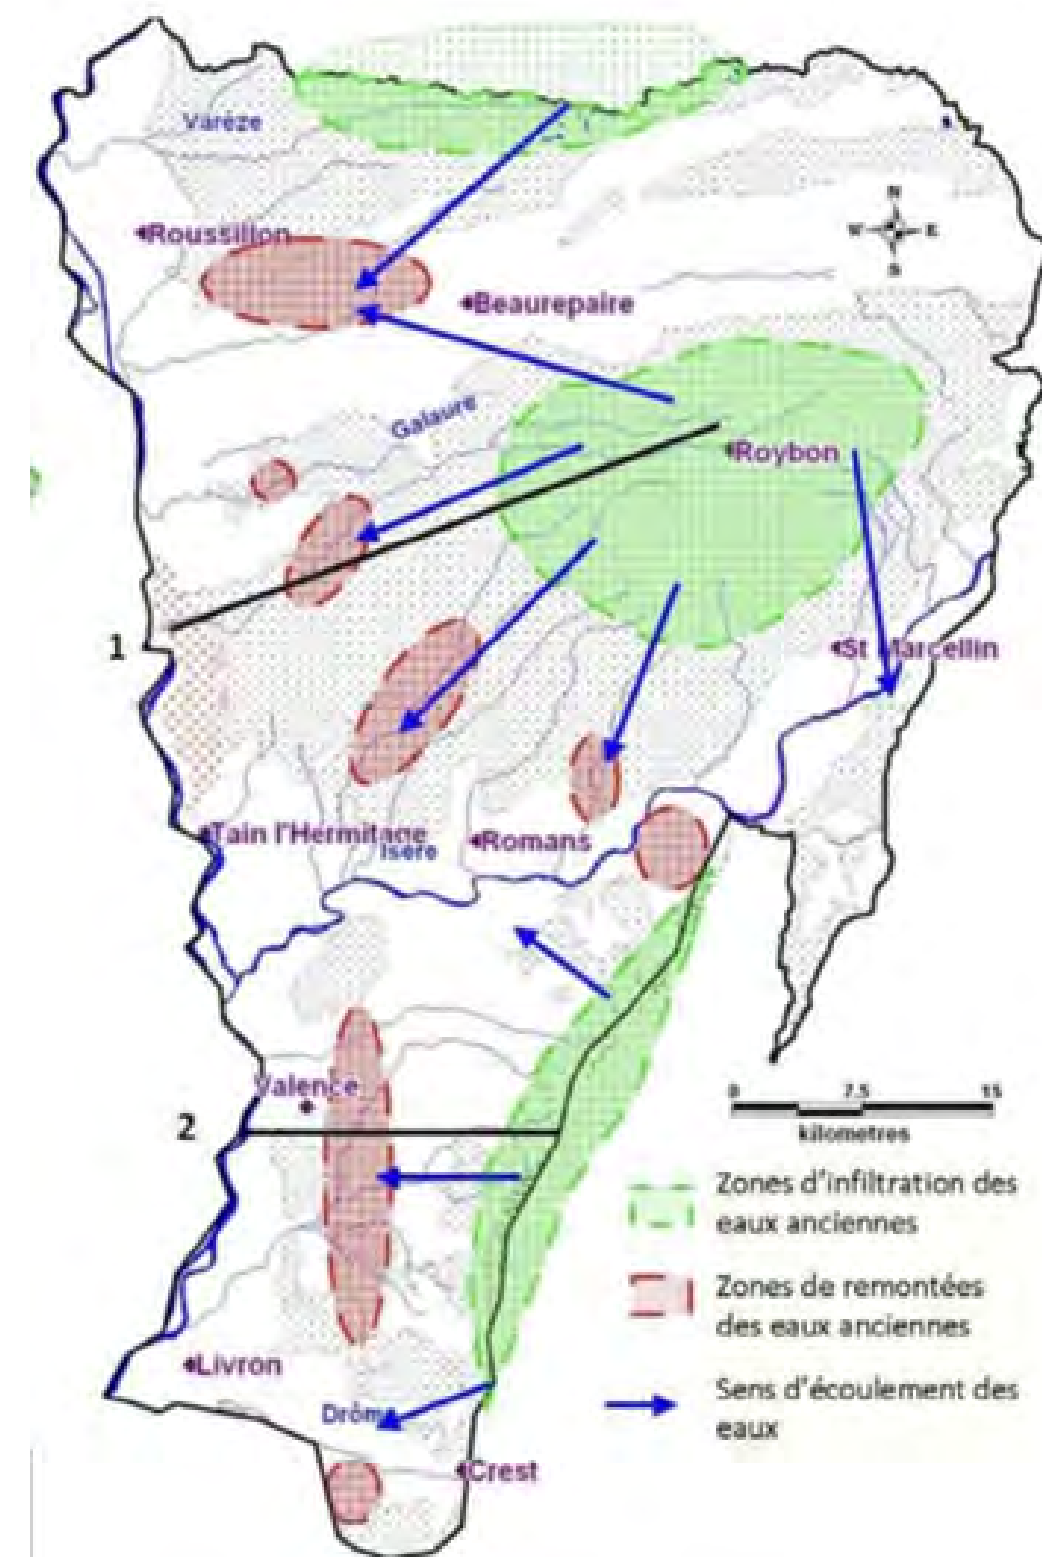 Varèze
N
W E
S
Roussillon
Beaurepaire
Galaure
Roybon
1
St Marcellin
Tain l'Hermitage
Isère
Romans
Valence
2
0 7.5 15
kilometres
Zones d'infiltration des
eaux anciennes
Zones de remontées
des eaux anciennes
Livron
Sens d'écoulement des
eaux
Drôme
Crest